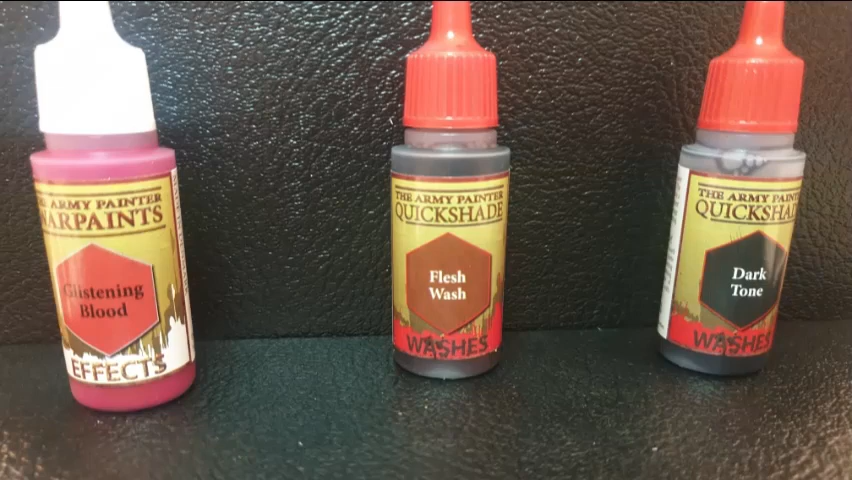 THE ARMY PAINTER
WARPAINTS
Glistening
Blood
EFFECTS
THE ARMY PAINTER
QUICKSHADE
Flesh
Wash
WASHES
THE ARMY PAINT
QUICKSHAD
Dark
Tone
WASHES